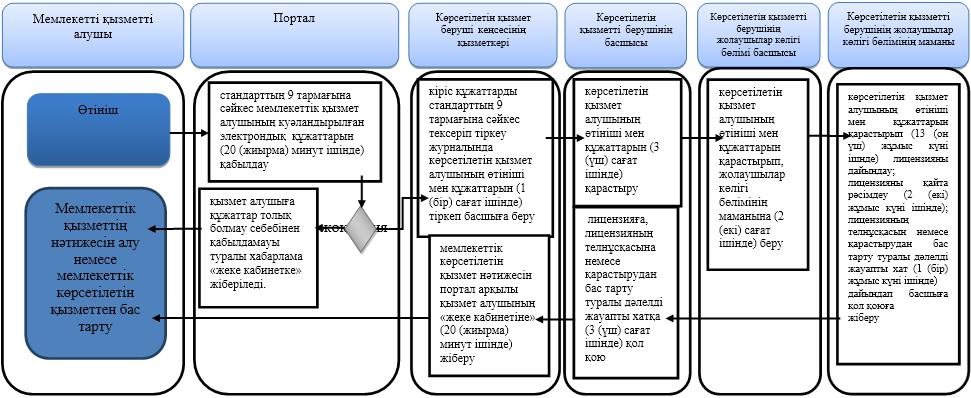 Мемлекетті қызметті
алушы
Портал
Көрсетілетін қызмет
беруші кеңсесінің
қызметкері
Көрсетілетін
қызметті берушінің
басшысы
Көрсетілетін қызметті
берушінің
жолаушылар көлігі
бөлімі басшысы
Көрсетілетін қызметті
берушінің жолаушылар
көлігі бөлімінің маманы
Өтініш
стандарттың 9 тармағына
сәйкес мемлекеттік қызмет
алушының куәландырылған
электрондық құжаттарын
(20 (жиырма) минут ішінде)
қабылдау
кіріс құжаттарды
стандарттың 9
тармағына сәйкес
тексеріп тіркеу
журналында
көрсетілетін қызмет
алушының өтініші
мен құжаттарын (1
(бір) сағат ішінде)
тіркеп басшыға беру
көрсетілетін
қызмет
алушының
өтініші мен
құжаттарын (3
(үш) сағат
ішінде)
қарастыру
көрсетілетін
қызмет
алушының
өтініші мен
құжаттарын
қарастырып,
жолаушылар
көлігі
бөлімінің
маманына (2
(екі) сағат
ішінде) беру
көрсетілетін қызмет
алушының өтініші
мен құжаттарын
қарастырып (13 (он
үш) жұмыс күні
ішінде) лицензияны
дайындау;
лицензияны қайта
рәсімдеу (2 (екі)
жұмыс күні ішінде);
лицензияның
телнұсқасын немесе
қарастырудан бас
тарту туралы дәлелді
жауапты хат (1 (бір)
жұмыс күні ішінде)
дайындап басшыға
қол қоюға
жіберу
Мемлекеттік
қызметтің
нәтижесін алу
немесе
мемлекеттік
көрсетілетін
қызметтен бас
тарту
қызмет алушыға
құжаттар толық
болмау себебінен
қабылдамауы
туралы хабарлама
«жеке кабинетке»
жіберіледі.
мемлекеттік
көрсетілетін
қызмет нәтижесін
портал арқылы
қызмет алушының
«жеке кабинетіне»
(20 (жиырма)
минут ішінде)
жіберу
лицензияға,
лицензияның
телнұсқасына
немесе
қарастырудан
бас тарту
туралы дәлелді
жауапты хатқа
(3 (үш) сағат
ішінде) қол
қою